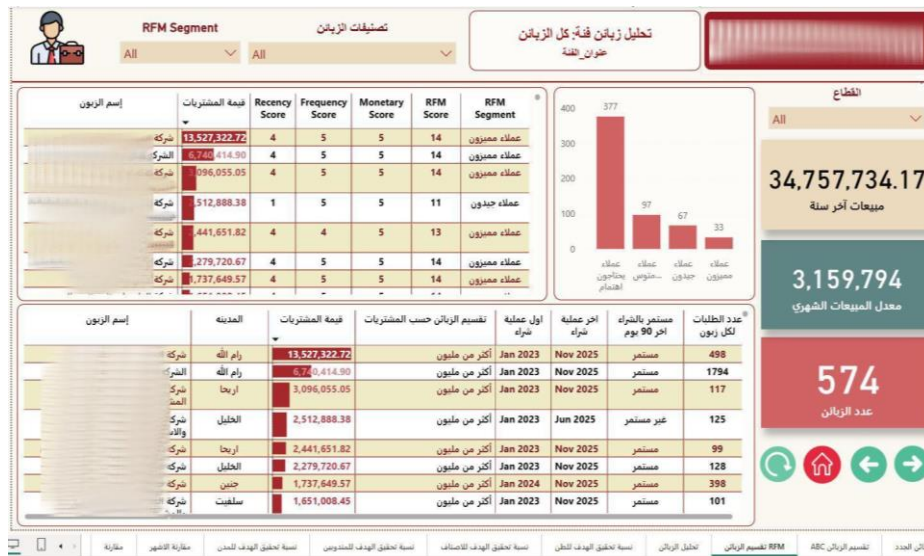 RFM Segment
All
تصنيفات الزبائن
All
تحليل زبائن فئة: كل الزبائن
عنوان_الفئة
القطاع
All
34,757,734.17
مبيعات آخر سنة
3,159,794
معدل المبيعات الشهري
574
عدد الزبائن
إسم الزبون قيمة المشتريات Recency Score Frequency Score Monetary Score RFM Score RFM Segment
شركة 13,527,322.72 4 5 5 14 عملاء مميزون
الشرك 6,740,414.90 4 5 5 14 عملاء مميزون
شركة 3,096,055.05 4 5 5 14 عملاء مميزون
شركة 2,512,888.38 1 5 5 11 عملاء جيدون
شركة 2,441,651.82 4 4 5 13 عملاء مميزون
شركه 2,279,720.67 4 5 5 14 عملاء مميزون
شركة 1,737,649.57 4 5 5 14 عملاء مميزون
400
300
200
100
0
377
97
67
33
عملاء يحتاجون اهتمام
عملاء متوس...
عملاء جيدون
عملاء مميزون
إسم الزبون المدينه قيمة المشتريات تقسيم الزبائن حسب المشتريات اول عملية شراء اخر عملية شراء مستمر بالشراء اخر 90 يوم عدد الطلبات لكل زبون
شركة رام الله 13,527,322.72 أكثر من مليون Jan 2023 Nov 2025 مستمر 498
الشرك رام الله 6,740,414.90 أكثر من مليون Jan 2023 Nov 2025 مستمر 1794
شركة اريحا 3,096,055.05 أكثر من مليون Jan 2023 Nov 2025 مستمر 117
الخليل 2,512,888.38 أكثر من مليون Jan 2023 Jun 2025 غير مستمر 125
شركة اريحا 2,441,651.82 أكثر من مليون Jan 2023 Nov 2025 مستمر 99
شركه الخليل 2,279,720.67 أكثر من مليون Jan 2023 Nov 2025 مستمر 128
شركة جنين 1,737,649.57 أكثر من مليون Jan 2024 Nov 2025 مستمر 398
شركة سلفيت 1,651,008.45 أكثر من مليون Jan 2023 Nov 2025 مستمر 101
مقارنة
مقارنة الاشهر
نسبة تحقيق الهدف للمدن
نسبة تحقيق الهدف للمندوبين
نسبة تحقيق الهدف للاصناف
نسبة تحقيق الهدف للطن
تحليل الزبائن
تقسيم الزبائن RFM
تقسيم الزبائن ABC
الجدد